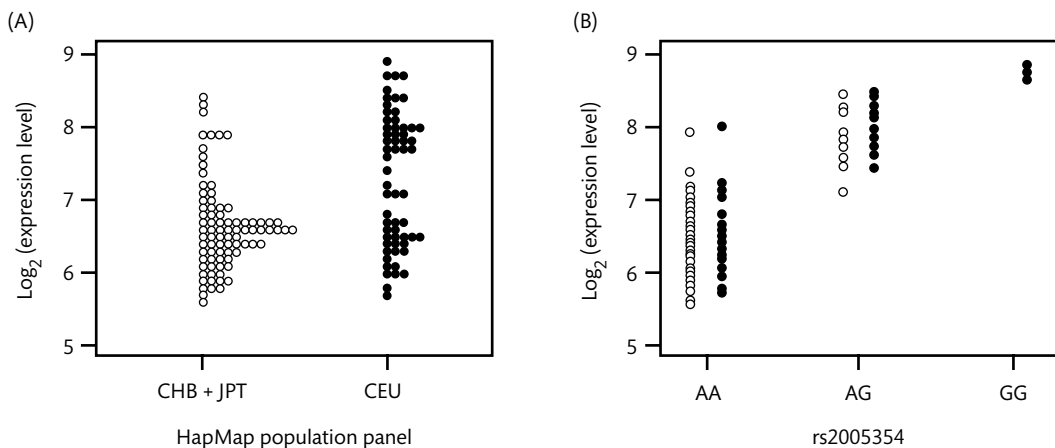 (A)
Log2 (expression level)
9
8
7
6
5
CHB + JPT
CEU
HapMap population panel
(B)
Log2 (expression level)
9
8
7
6
5
AA
AG
GG
rs2005354